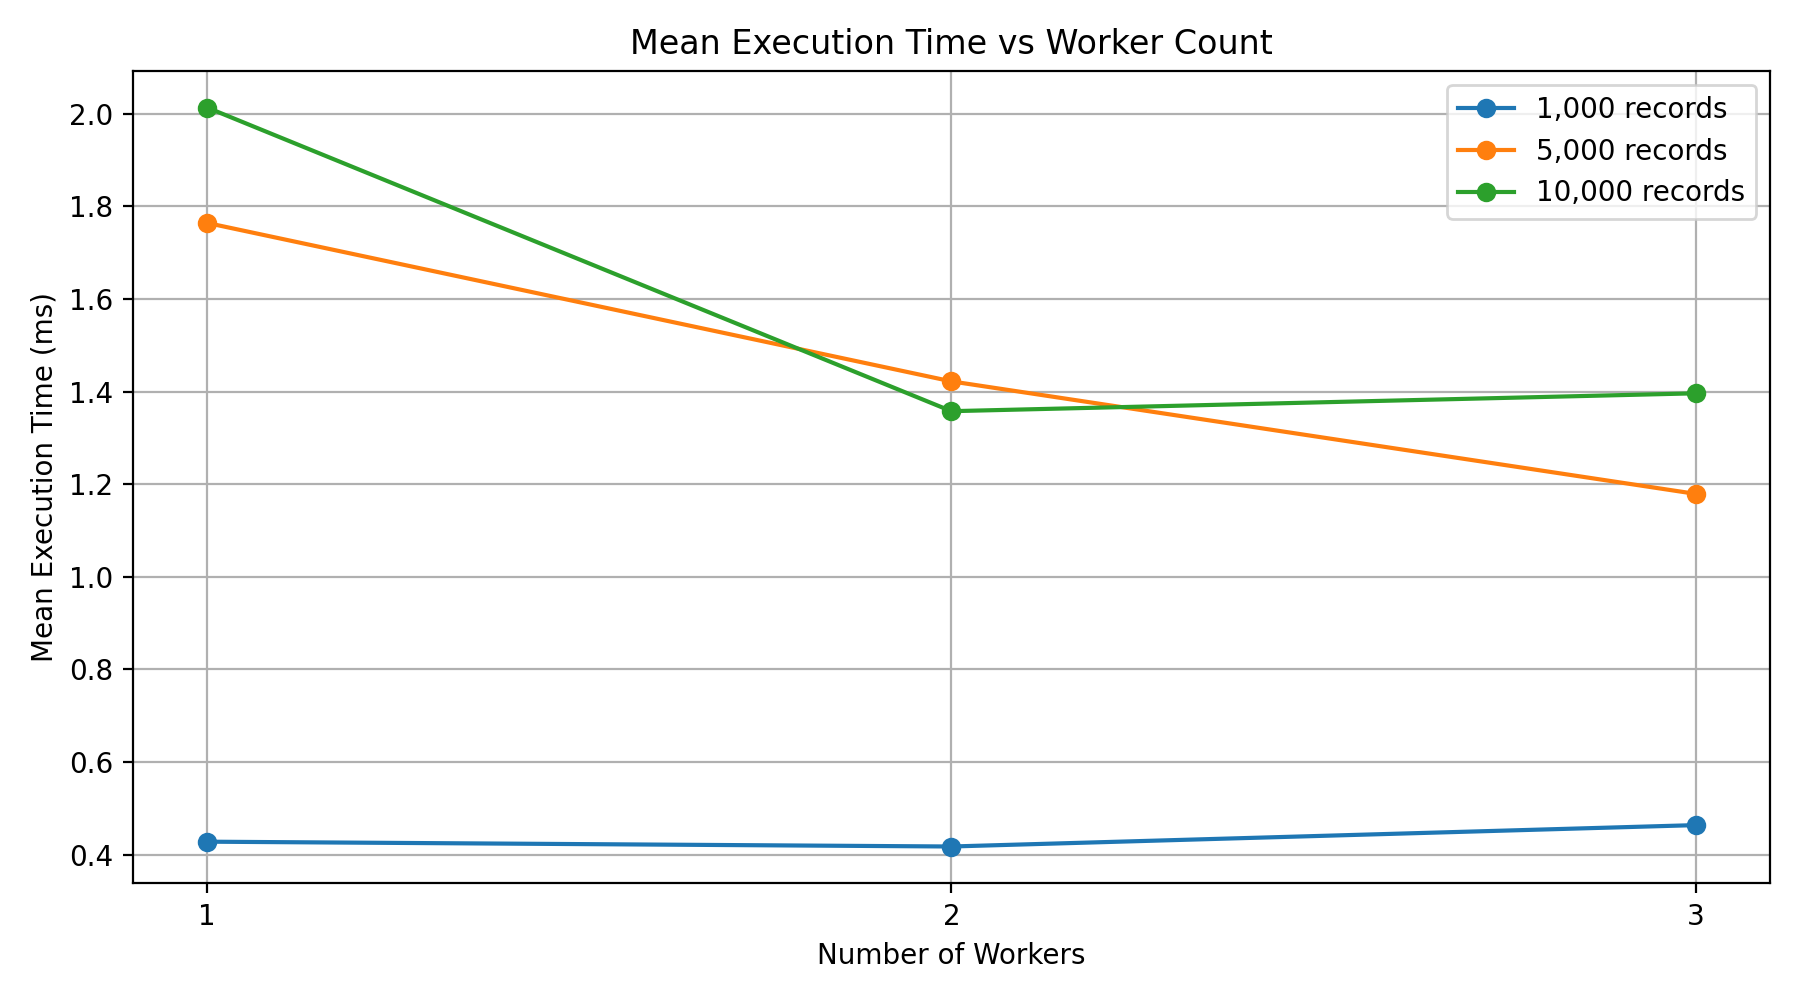 Mean Execution Time vs Worker Count
1,000 records
5,000 records
10,000 records
Mean Execution Time (ms)
2.0
1.8
1.6
1.4
1.2
1.0
0.8
0.6
0.4
1 2 3
Number of Workers